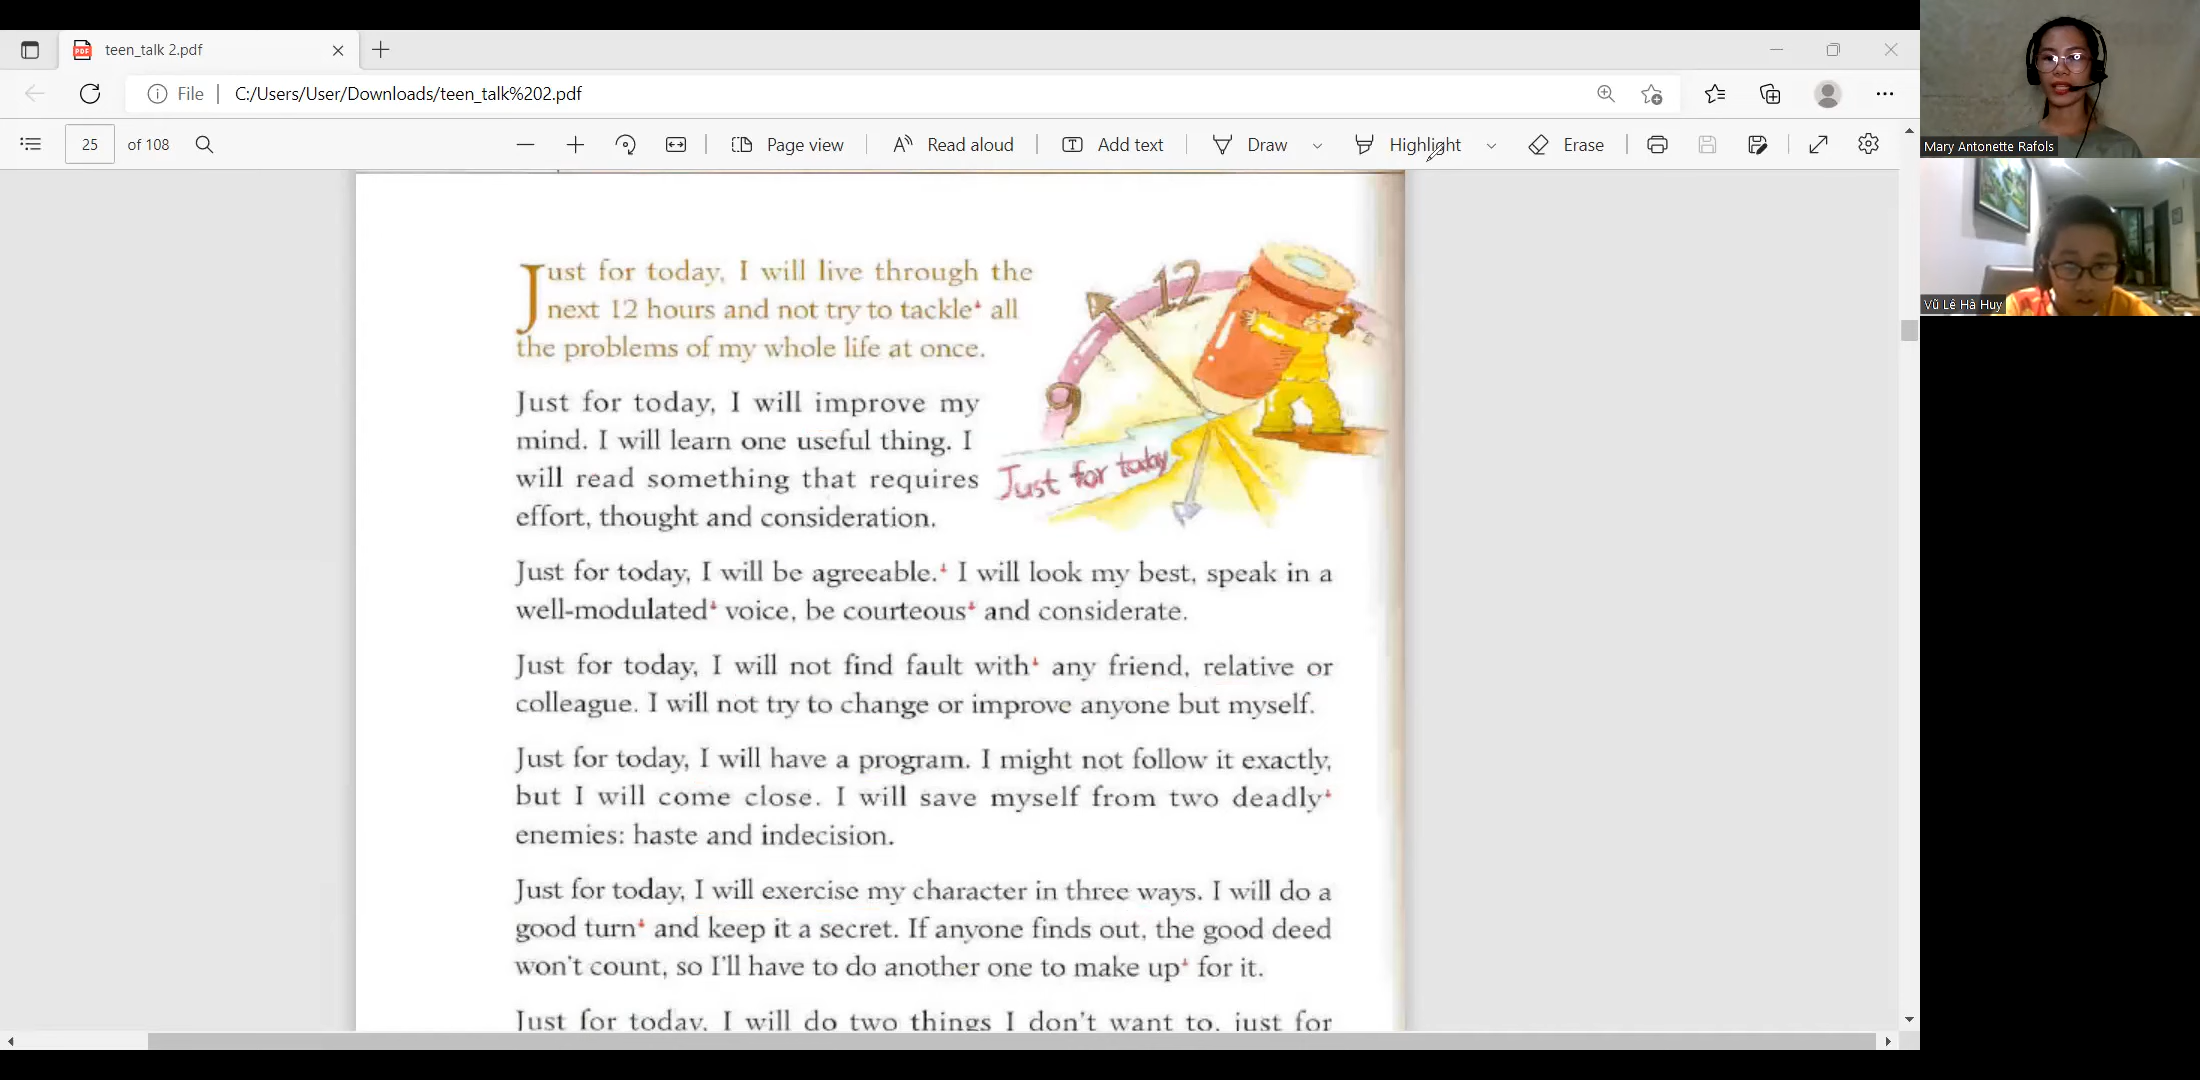 teen_talk 2.pdf
File
C:/Users/User/Downloads/teen_talk%202.pdf
25 of 108
Page view
Read aloud
Add text
Draw
Highlight
Erase
Mary Antonette Rafols
Vũ Lê Hà Huy
Just for today, I will live through the
next 12 hours and not try to tackle all
the problems of my whole life at once.
12
9
Just for today
Just for today, I will improve my
mind. I will learn one useful thing. I
will read something that requires
effort, thought and consideration.
Just for today, I will be agreeable. I will look my best, speak in a
well-modulated voice, be courteous and considerate.
Just for today, I will not find fault with any friend, relative or
colleague. I will not try to change or improve anyone but myself.
Just for today, I will have a program. I might not follow it exactly,
but I will come close. I will save myself from two deadly
enemies: haste and indecision.
Just for today, I will exercise my character in three ways. I will do a
good turn and keep it a secret. If anyone finds out, the good deed
won't count, so I'll have to do another one to make up for it.
Just for today, I will do two things I don't want to, just for